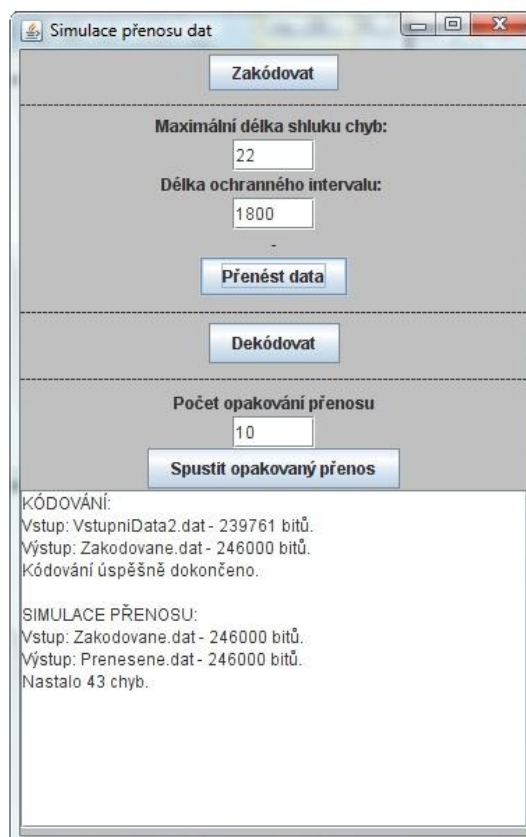 Simulace přenosu dat
Zakódovat
Maximální délka shluku chyb:
22
Délka ochranného intervalu:
1800
-
Přenést data
Dekódovat
Počet opakování přenosu
10
Spustit opakovaný přenos
KÓDOVÁNÍ:
Vstup: VstupniData2.dat - 239761 bitů.
Výstup: Zakodovane.dat - 246000 bitů.
Kódování úspěšně dokončeno.
SIMULACE PŘENOSU:
Vstup: Zakodovane.dat - 246000 bitů.
Výstup: Prenesene.dat - 246000 bitů.
Nastalo 43 chyb.